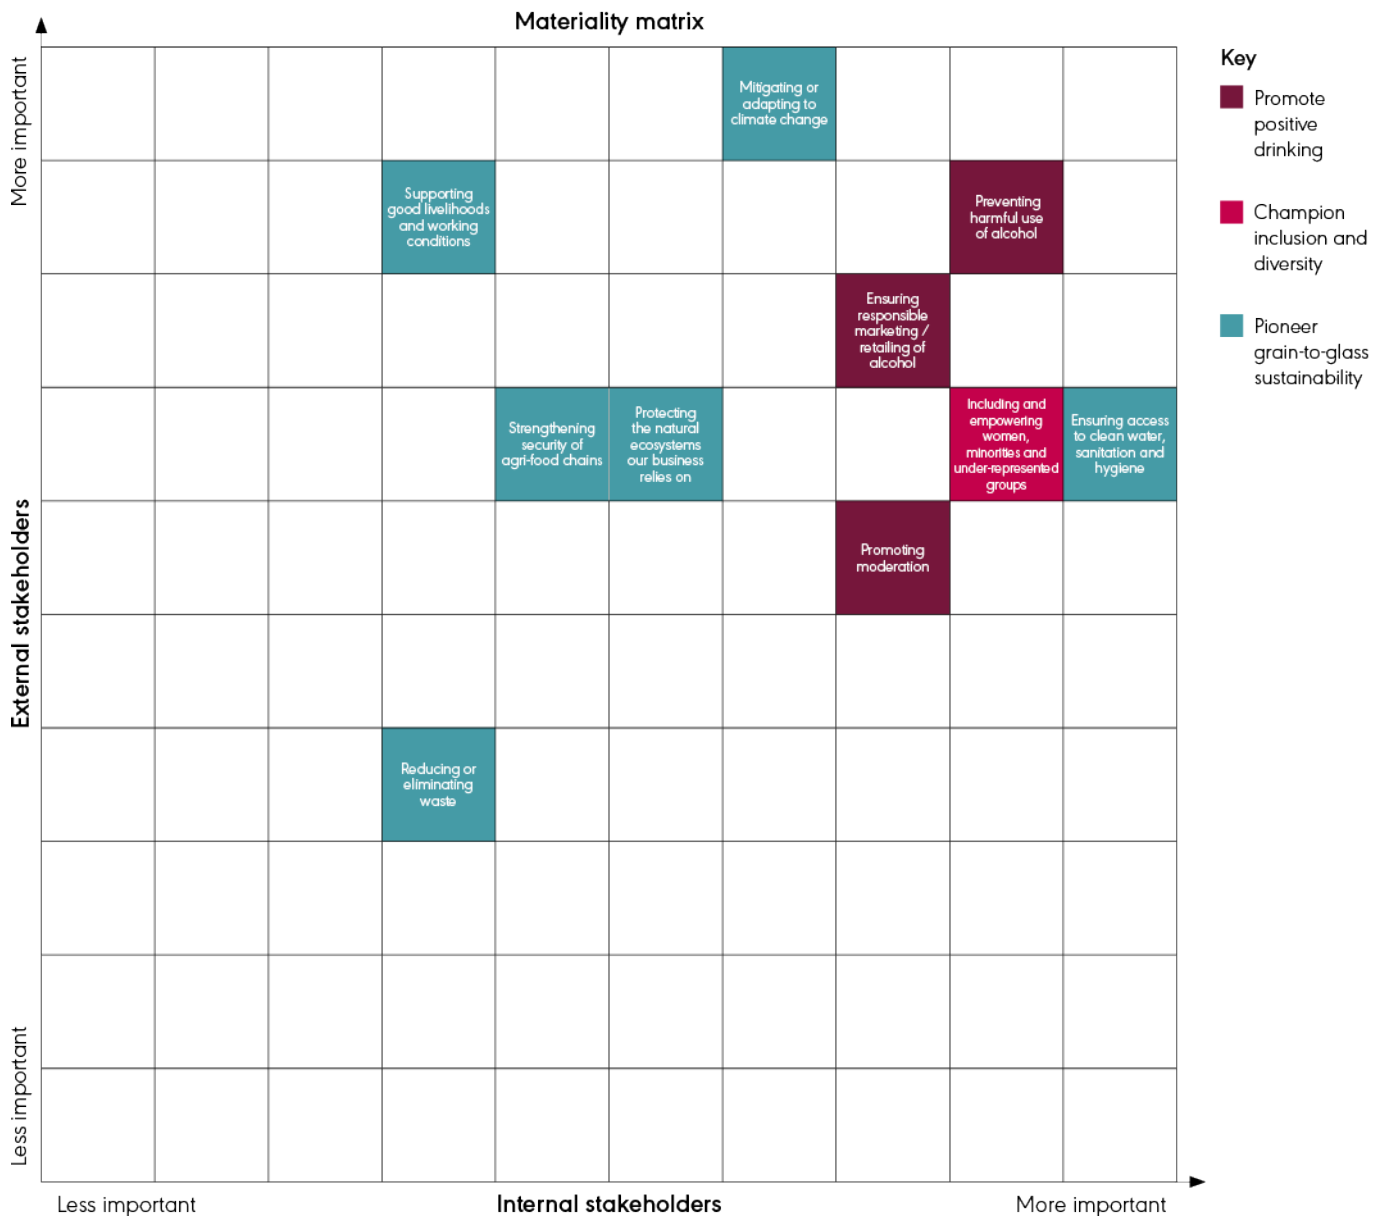 Materiality matrix
More important
Less important
External stakeholders
Mitigating or
adapting to
climate change
Supporting
good livelihoods
and working
conditions
Preventing
harmful use
of alcohol
Ensuring
responsible
marketing /
retailing of
alcohol
Strengthening
security of
agri-food chains
Protecting
the natural
ecosystems
our business
relies on
Including and
empowering
women,
minorities and
under-represented
groups
Ensuring access
to clean water,
sanitation and
hygiene
Promoting
moderation
Reducing or
eliminating
waste
Less important
Internal stakeholders
More important
Key
Promote
positive
drinking
Champion
inclusion and
diversity
Pioneer
grain-to-glass
sustainability